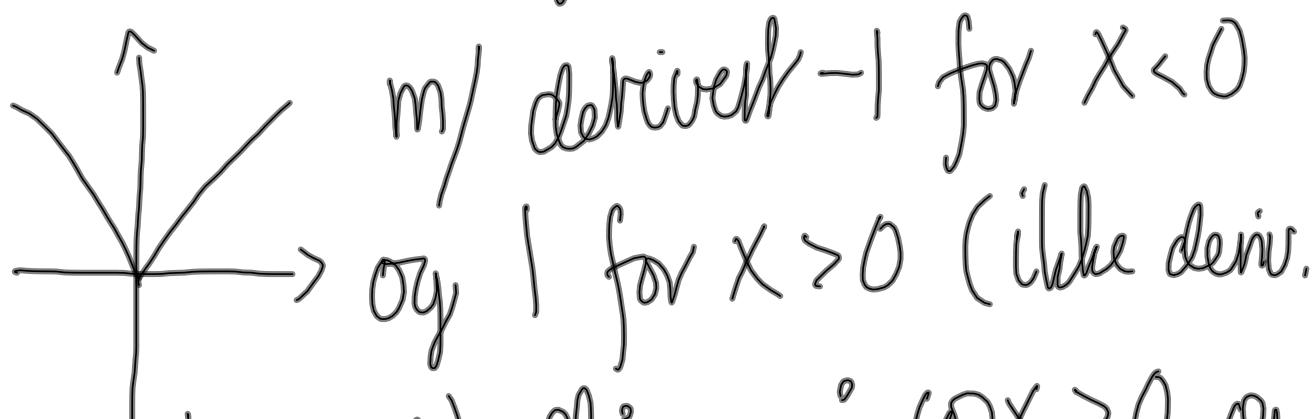 m/ derivert -1 for x < 0
og 1 for x > 0 (ikke deriv.